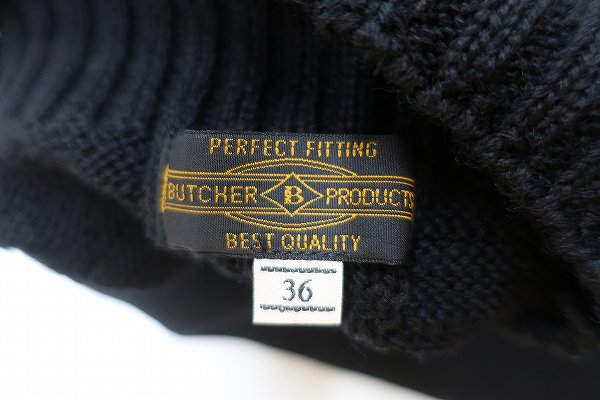 PERFECT FITTING
BUTCHER B PRODUCTS
BEST QUALITY
36